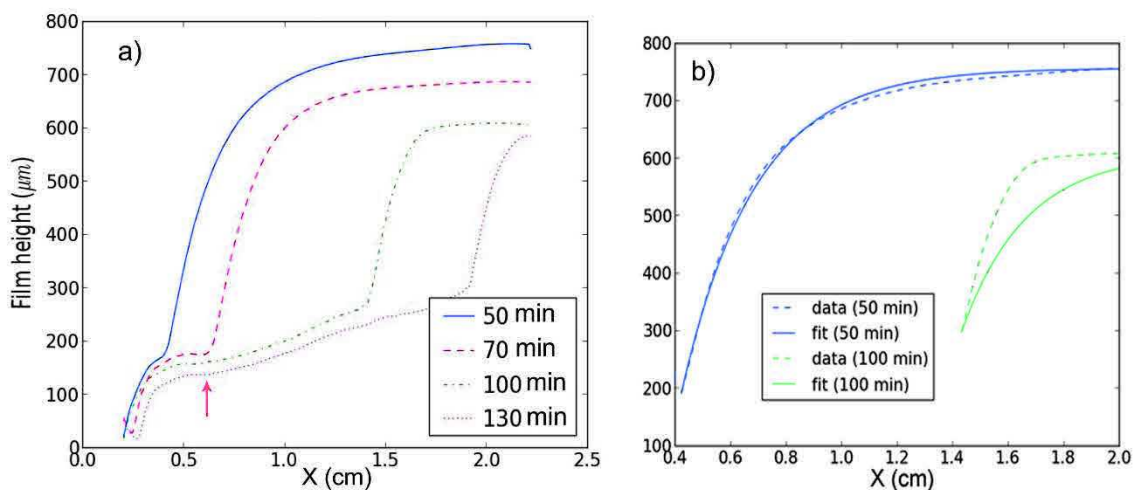 a)
Film height (μm)
800
700
600
500
400
300
200
100
0
0.0 0.5 1.0 1.5 2.0 2.5
X (cm)
50 min
70 min
100 min
130 min
b)
800
700
600
500
400
300
200
100
0.4 0.6 0.8 1.0 1.2 1.4 1.6 1.8 2.0
X (cm)
data (50 min)
fit (50 min)
data (100 min)
fit (100 min)